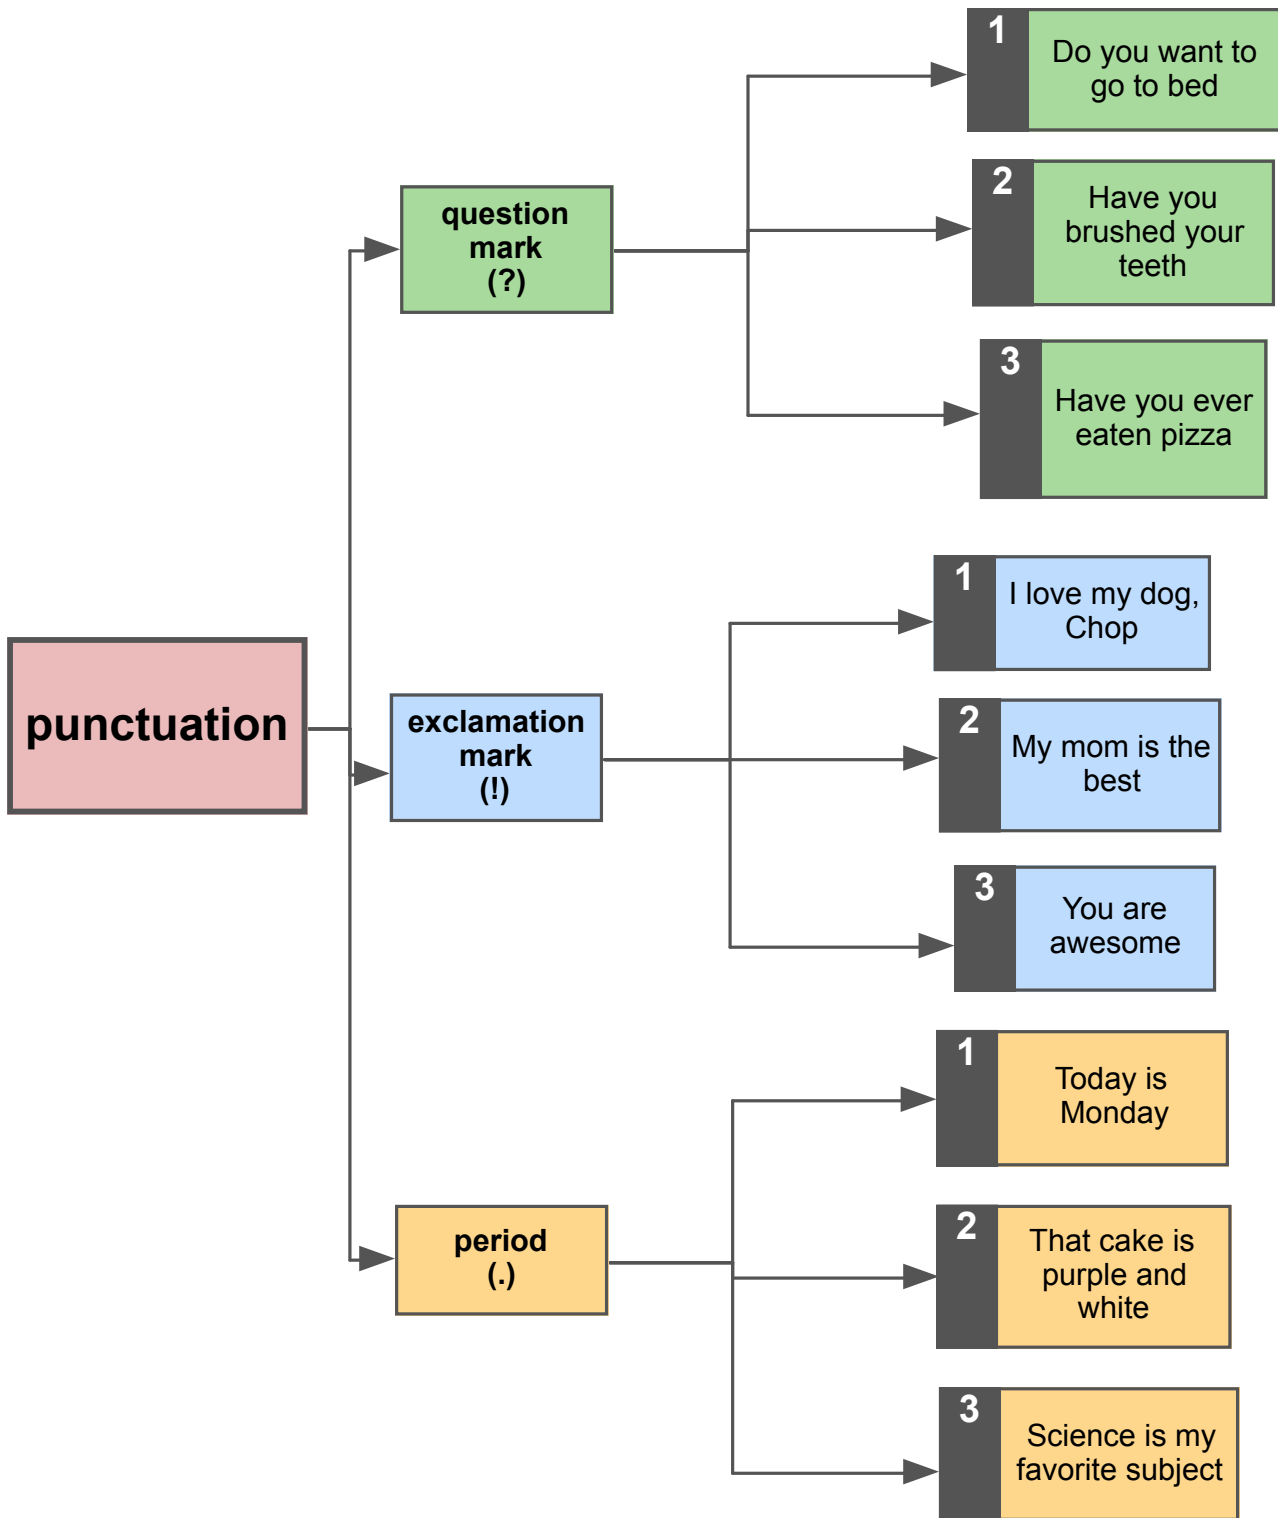 punctuation
question
mark
(?)
1
Do you want to
go to bed
2
Have you
brushed your
teeth
3
Have you ever
eaten pizza
exclamation
mark
(!)
1
I love my dog,
Chop
2
My mom is the
best
3
You are
awesome
period
(.)
1
Today is
Monday
2
That cake is
purple and
white
3
Science is my
favorite subject